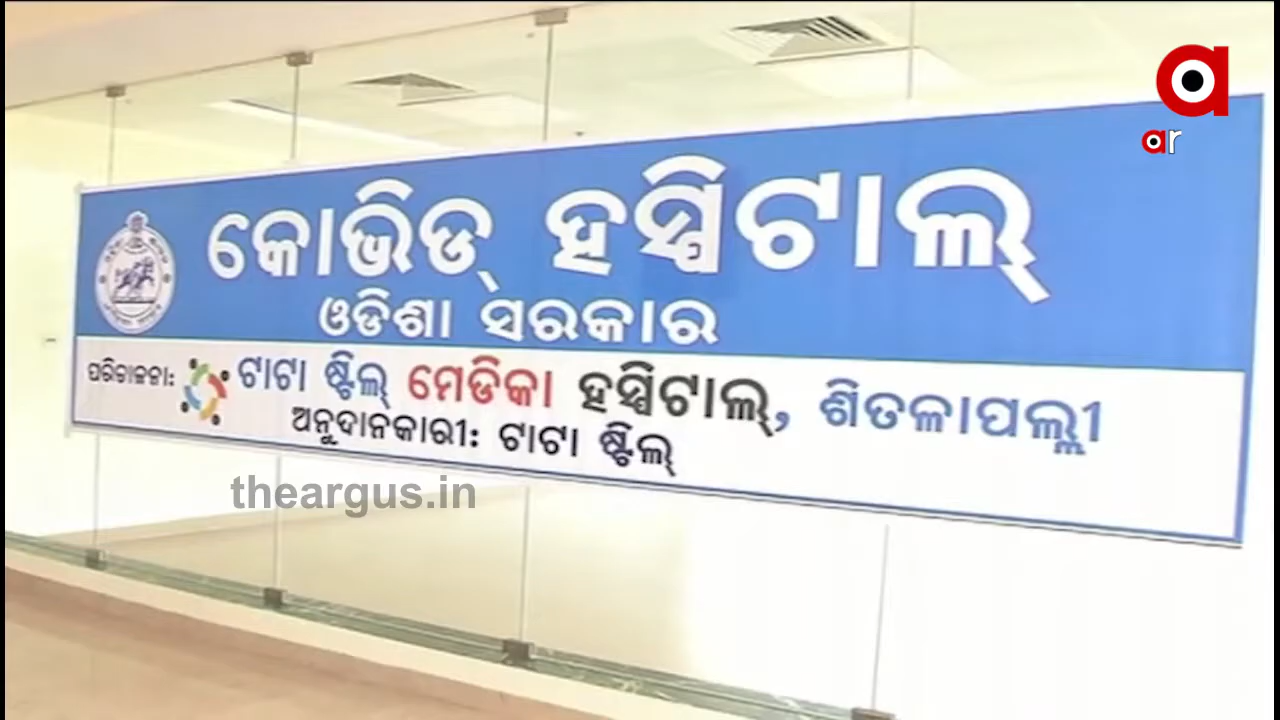 a
ar
କୋଭିଡ୍ ହସ୍ପିଟାଲ୍
ଓଡିଶା ସରକାର
ପରିଚାଳନା: ଟାଟା ଷ୍ଟିଲ୍ ମେଡିକା ହସ୍ପିଟାଲ୍, ଶିତଳାପଲ୍ଲୀ
ଅନୁଦାନକାରୀ: ଟାଟା ଷ୍ଟିଲ୍
theargus.in